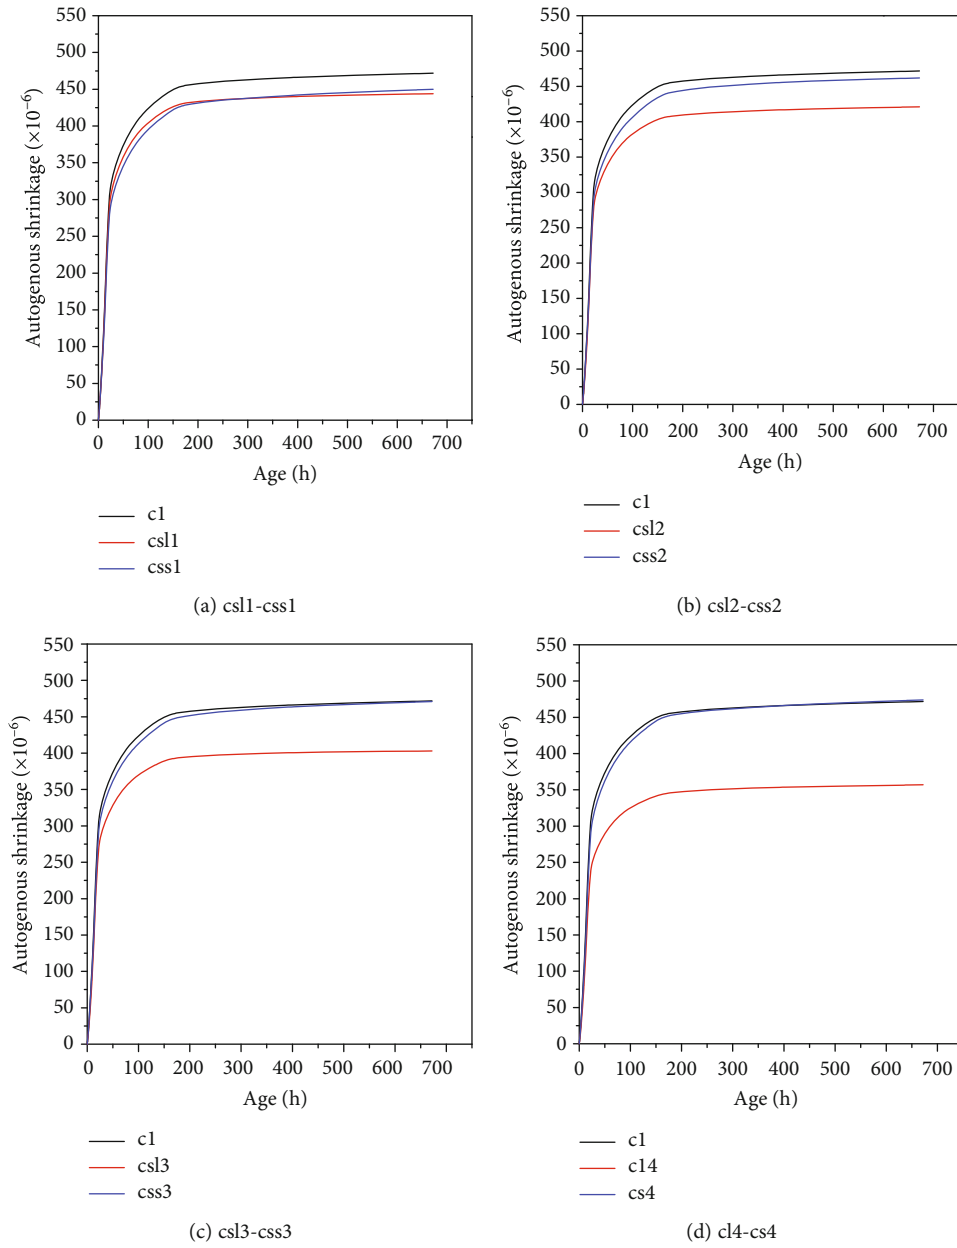 550
500
450
400
350
300
250
200
150
100
50
0
Autogenous shrinkage (×10⁻⁶)
0 100 200 300 400 500 600 700
Age (h)
c1
csl1
css1
(a) csl1-css1
550
500
450
400
350
300
250
200
150
100
50
0
Autogenous shrinkage (×10⁻⁶)
0 100 200 300 400 500 600 700
Age (h)
c1
csl2
css2
(b) csl2-css2
550
500
450
400
350
300
250
200
150
100
50
0
Autogenous shrinkage (×10⁻⁶)
0 100 200 300 400 500 600 700
Age (h)
c1
csl3
css3
(c) csl3-css3
550
500
450
400
350
300
250
200
150
100
50
0
Autogenous shrinkage (×10⁻⁶)
0 100 200 300 400 500 600 700
Age (h)
c1
c14
cs4
(d) cl4-cs4